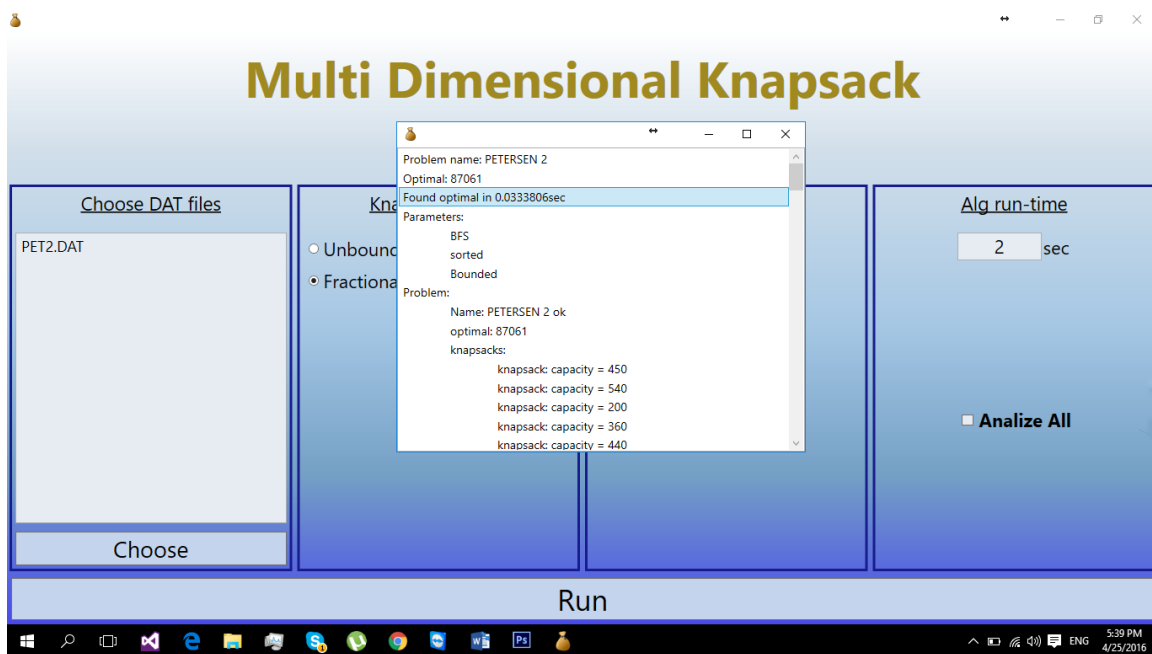 Multi Dimensional Knapsack
Choose DAT files
PET2.DAT
Choose
Unbound
Fractiona
Problem name: PETERSEN 2
Optimal: 87061
Found optimal in 0.0333806sec
Parameters:
BFS
sorted
Bounded
Problem:
Name: PETERSEN 2 ok
optimal: 87061
knapsacks:
knapsack: capacity = 450
knapsack: capacity = 540
knapsack: capacity = 200
knapsack: capacity = 360
knapsack: capacity = 440
Alg run-time
2 sec
Analize All
Run
ENG
5:39 PM
4/25/2016